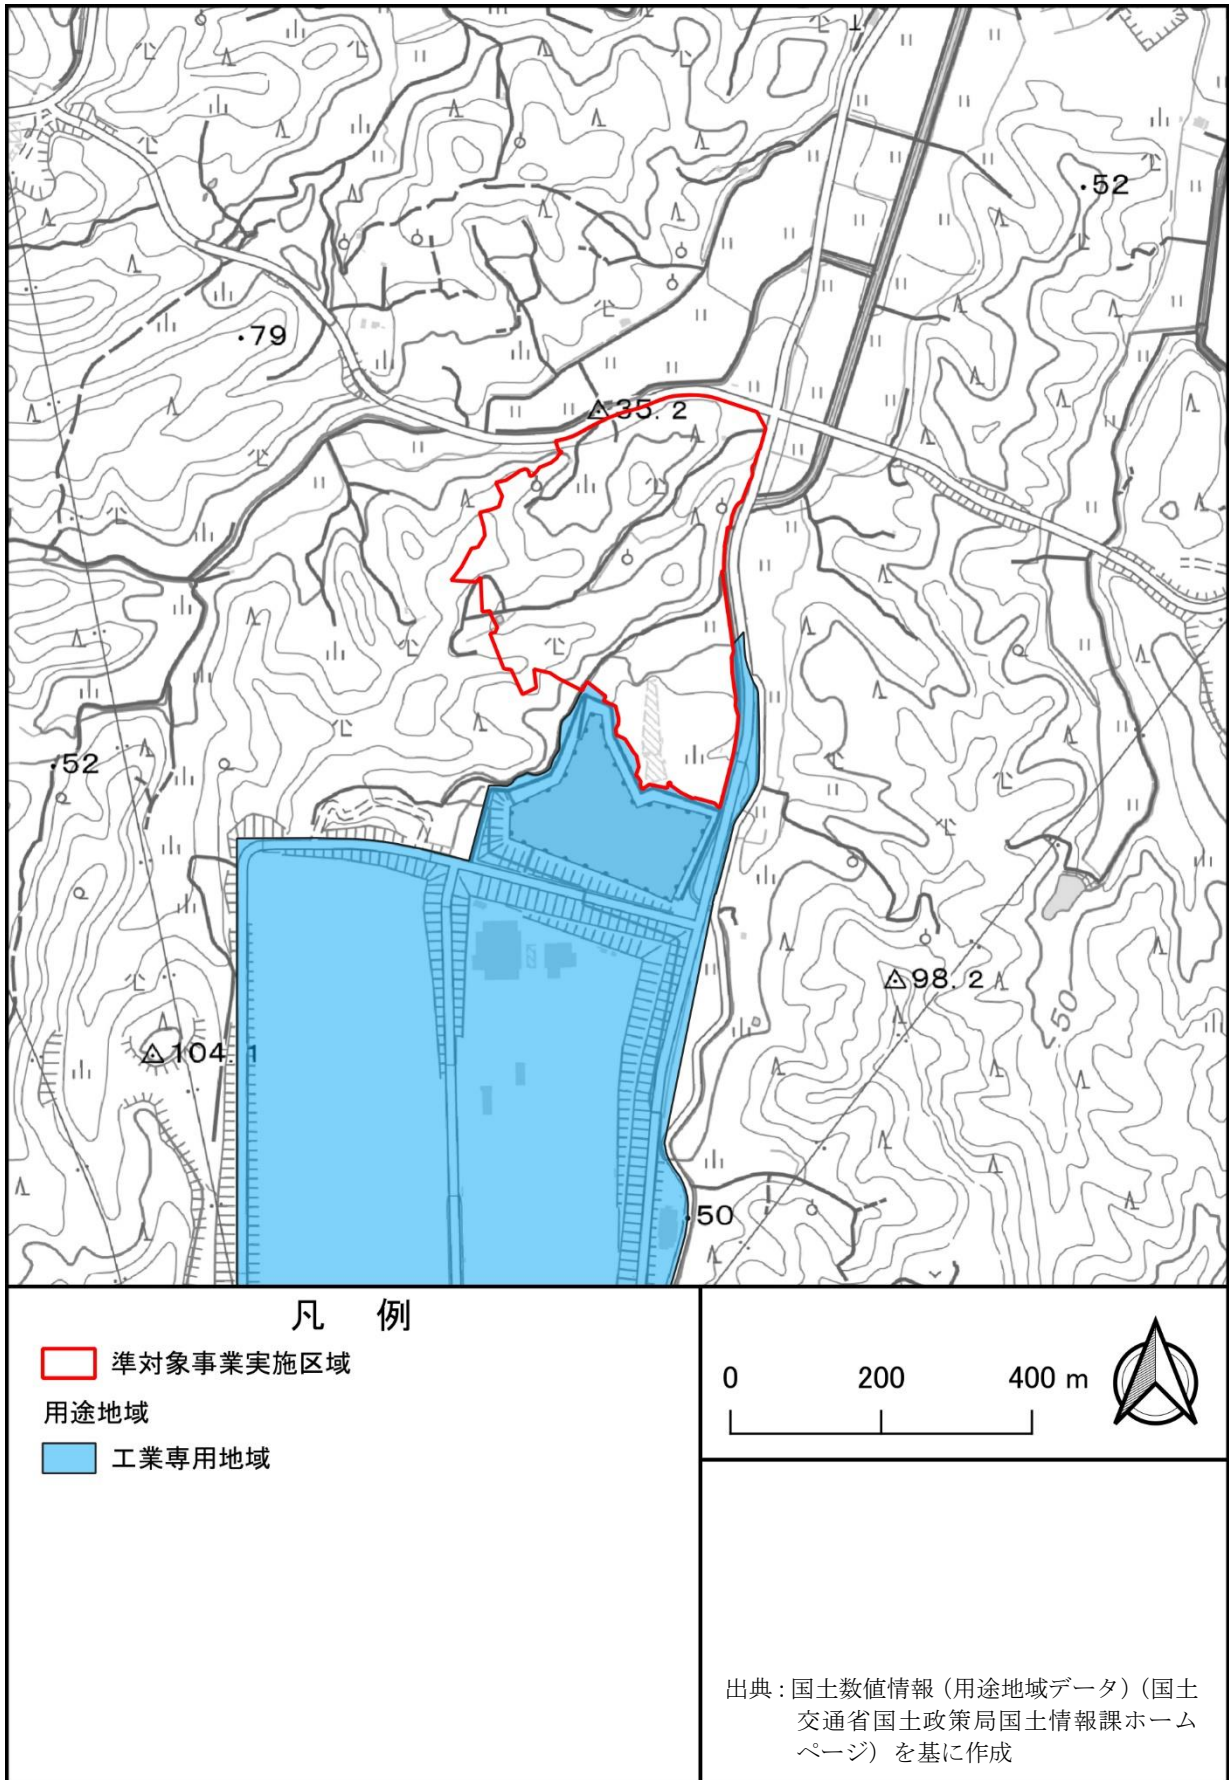 52
79
35.2
52
98.2
50
104.1
50
凡 例
準対象事業実施区域
用途地域
工業専用地域
0 200 400 m
出典：国土数値情報（用途地域データ）（国土
交通省国土政策局国土情報課ホーム
ページ）を基に作成